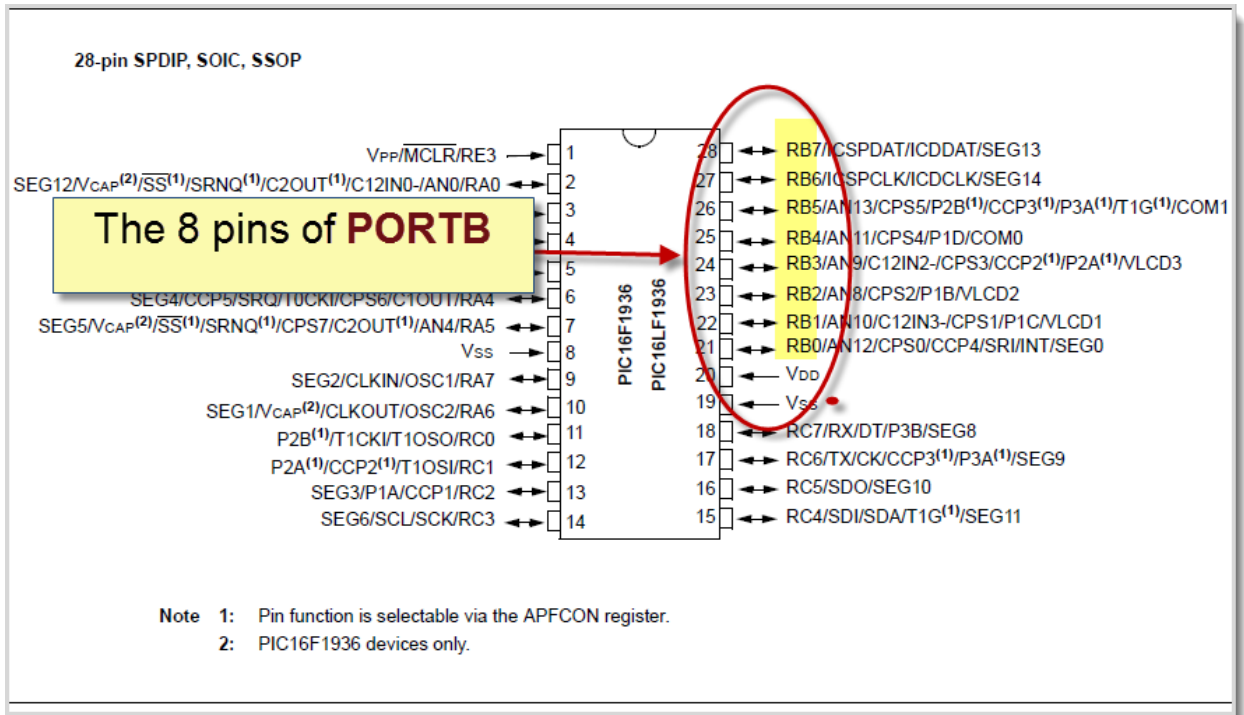 28-pin SPDIP, SOIC, SSOP
VPP/MCLR/RE3 1
SEG12/VCAP(2)/SS(1)/SRNQ(1)/C2OUT(1)/C12IN0-/AN0/RA0 2
3
4
5
SEG4/CCP5/SRQ/T0CKI/CPS6/C1OUT/RA4 6
SEG5/VCAP(2)/SS(1)/SRNQ(1)/CPS7/C2OUT(1)/AN4/RA5 7
VSS 8
SEG2/CLKIN/OSC1/RA7 9
SEG1/VCAP(2)/CLKOUT/OSC2/RA6 10
P2B(1)/T1CKI/T1OSO/RC0 11
P2A(1)/CCP2(1)/T1OSI/RC1 12
SEG3/P1A/CCP1/RC2 13
SEG6/SCL/SCK/RC3 14
The 8 pins of PORTB
PIC16F1936
PIC16LF1936
28 RB7/ICSPDAT/ICDDAT/SEG13
27 RB6/ICSPCLK/ICDCLK/SEG14
26 RB5/AN13/CPS5/P2B(1)/CCP3(1)/P3A(1)/T1G(1)/COM1
25 RB4/AN11/CPS4/P1D/COM0
24 RB3/AN9/C12IN2-/CPS3/CCP2(1)/P2A(1)/VLCD3
23 RB2/AN8/CPS2/P1B/VLCD2
22 RB1/AN10/C12IN3-/CPS1/P1C/VLCD1
21 RB0/AN12/CPS0/CCP4/SRI/INT/SEG0
20 VDD
19 VSS
18 RC7/RX/DT/P3B/SEG8
17 RC6/TX/CK/CCP3(1)/P3A(1)/SEG9
16 RC5/SDO/SEG10
15 RC4/SDI/SDA/T1G(1)/SEG11
Note 1: Pin function is selectable via the APFCON register.
2: PIC16F1936 devices only.